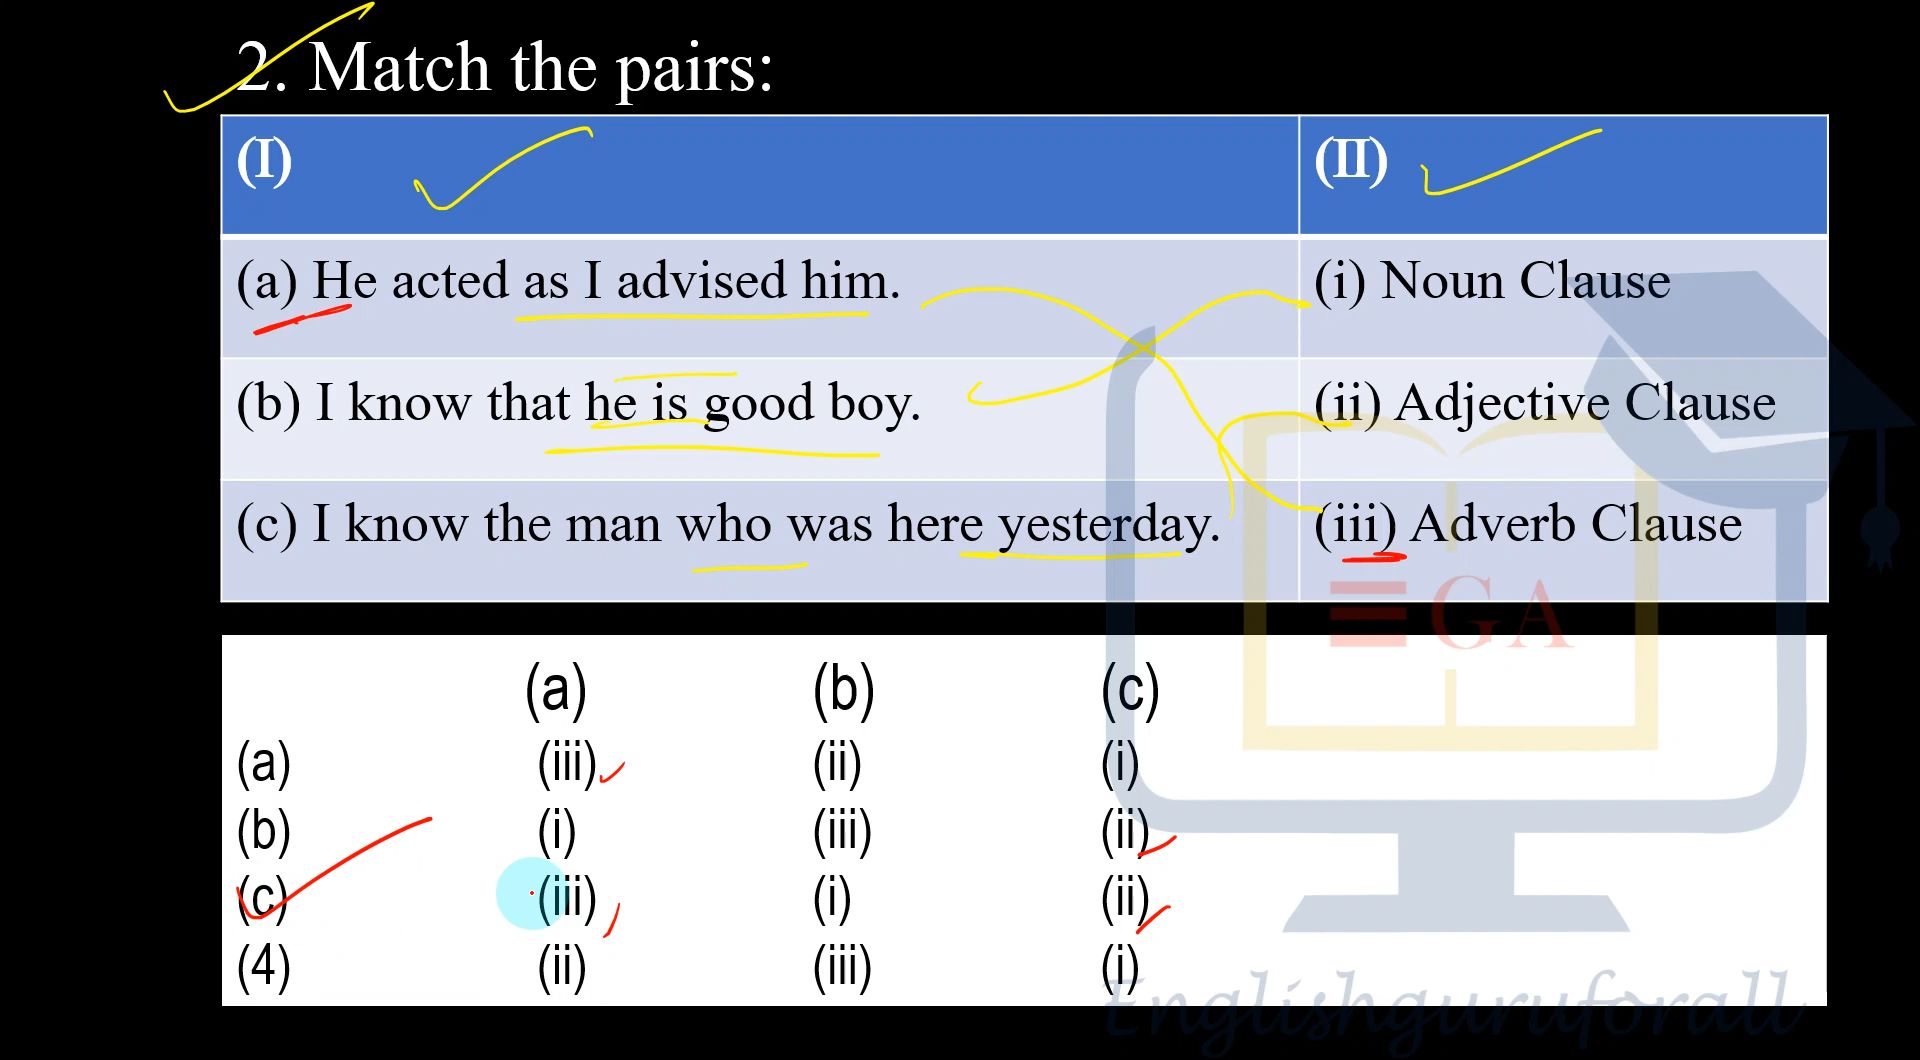 2. Match the pairs:
(I) (II)
(a) He acted as I advised him. (i) Noun Clause
(b) I know that he is good boy. (ii) Adjective Clause
(c) I know the man who was here yesterday. (iii) Adverb Clause
GA
(a) (b) (c)
(a) (iii) (ii) (i)
(b) (i) (iii) (ii)
(c) (iii) (i) (ii)
(4) (ii) (iii) (i)
Englishguruforall